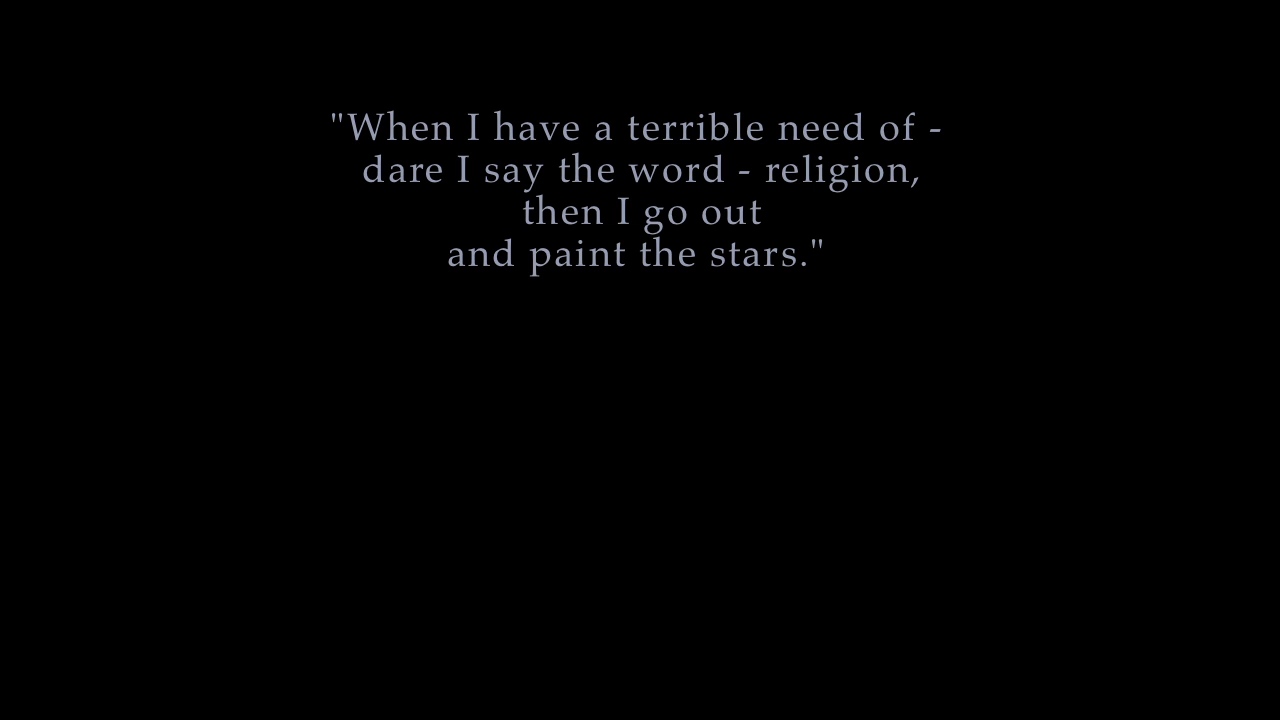 "When I have a terrible need of -
dare I say the word - religion,
then I go out
and paint the stars."